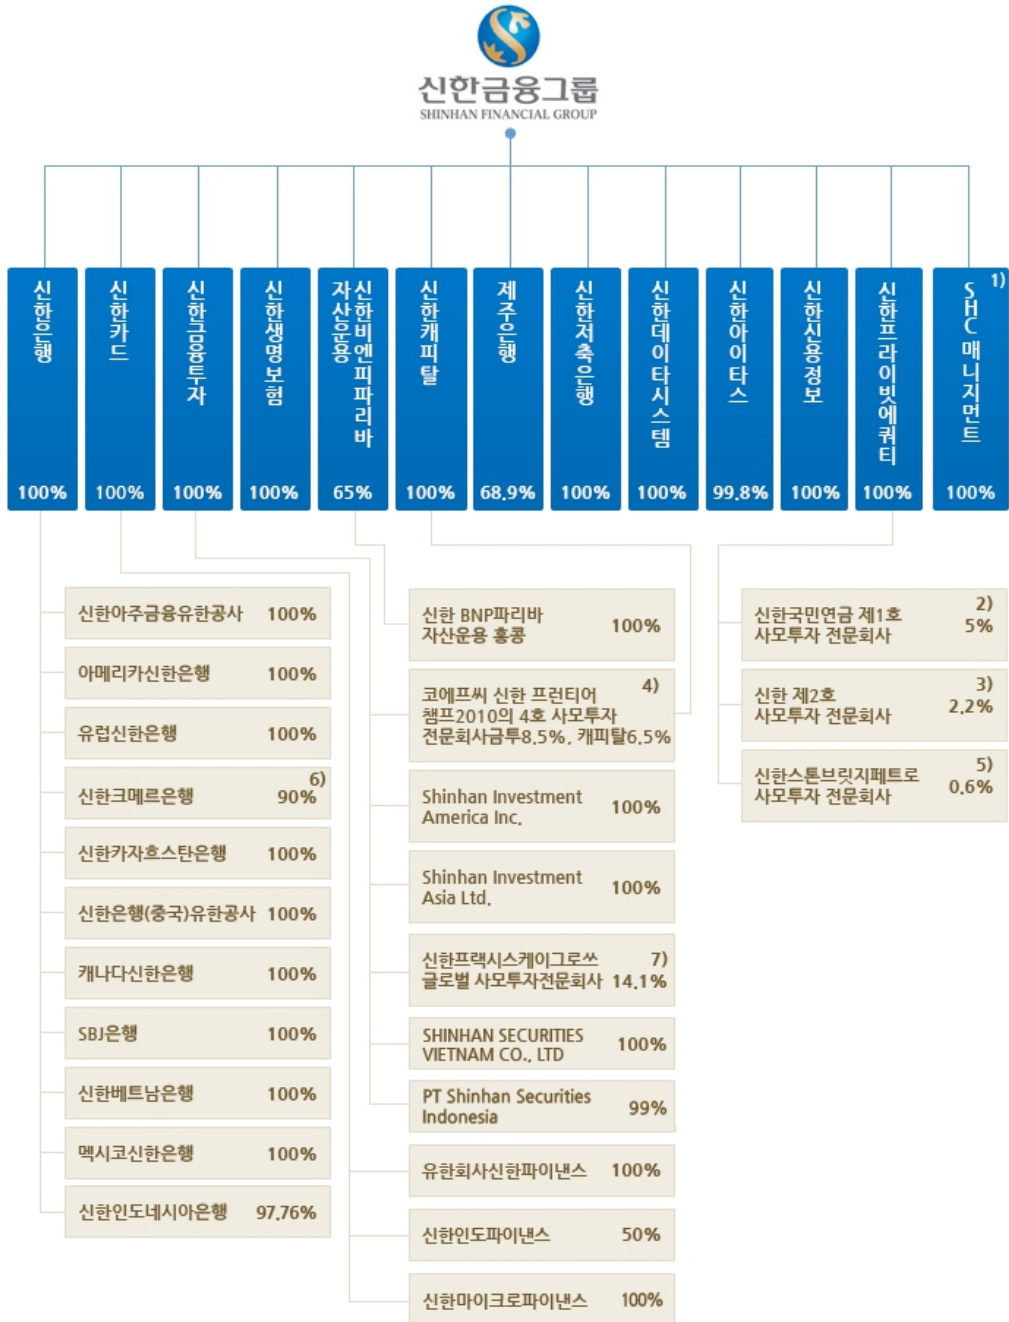 신한금융그룹
SHINHAN FINANCIAL GROUP
신한은행
100%
신한카드
100%
신한금융투자
100%
신한생명보험
100%
신한비엔피파리바
자산운용
65%
신한캐피탈
100%
제주은행
68.9%
신한저축은행
100%
신한데이타시스템
100%
신한아이타스
99.8%
신한신용정보
100%
신한프라이빗에쿼티
100%
1)
SHC매니지먼트
100%
신한아주금융유한공사 100%
아메리카신한은행 100%
유럽신한은행 100%
6)
신한크메르은행 90%
신한카자흐스탄은행 100%
신한은행(중국)유한공사 100%
캐나다신한은행 100%
SBJ은행 100%
신한베트남은행 100%
멕시코신한은행 100%
신한인도네시아은행 97.76%
신한 BNP파리바
자산운용 홍콩 100%
코에프씨 신한 프런티어 4)
챔프2010의 4호 사모투자
전문회사금투8.5%, 캐피탈6.5%
Shinhan Investment
America Inc. 100%
Shinhan Investment
Asia Ltd. 100%
신한프랙시스케이그로쓰 7)
글로벌 사모투자전문회사 14.1%
SHINHAN SECURITIES
VIETNAM CO., LTD 100%
PT Shinhan Securities
Indonesia 99%
유한회사신한파이낸스 100%
신한인도파이낸스 50%
신한마이크로파이낸스 100%
신한국민연금 제1호 2)
사모투자 전문회사 5%
신한 제2호 3)
사모투자 전문회사 2.2%
신한스톤브릿지페트로 5)
사모투자 전문회사 0.6%